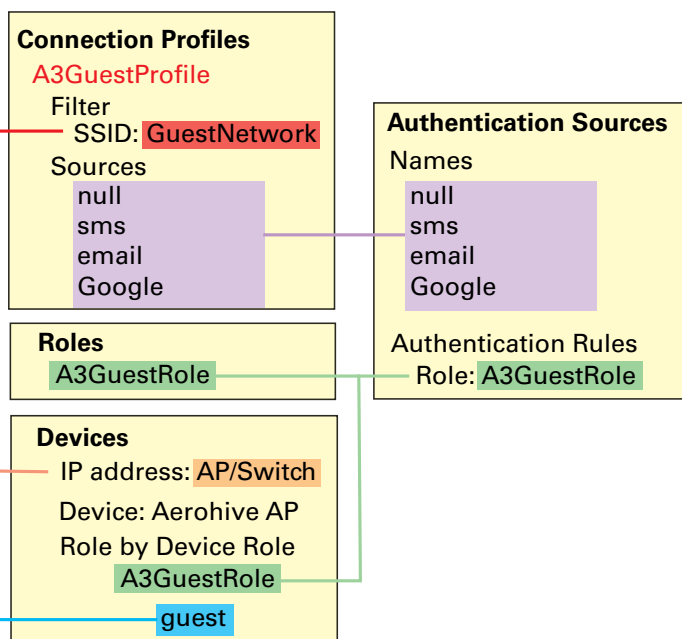 Connection Profiles
A3GuestProfile
Filter
SSID: GuestNetwork
Sources
null
sms
email
Google
Authentication Sources
Names
null
sms
email
Google
Authentication Rules
Role: A3GuestRole
Roles
A3GuestRole
Devices
IP address: AP/Switch
Device: Aerohive AP
Role by Device Role
A3GuestRole
guest